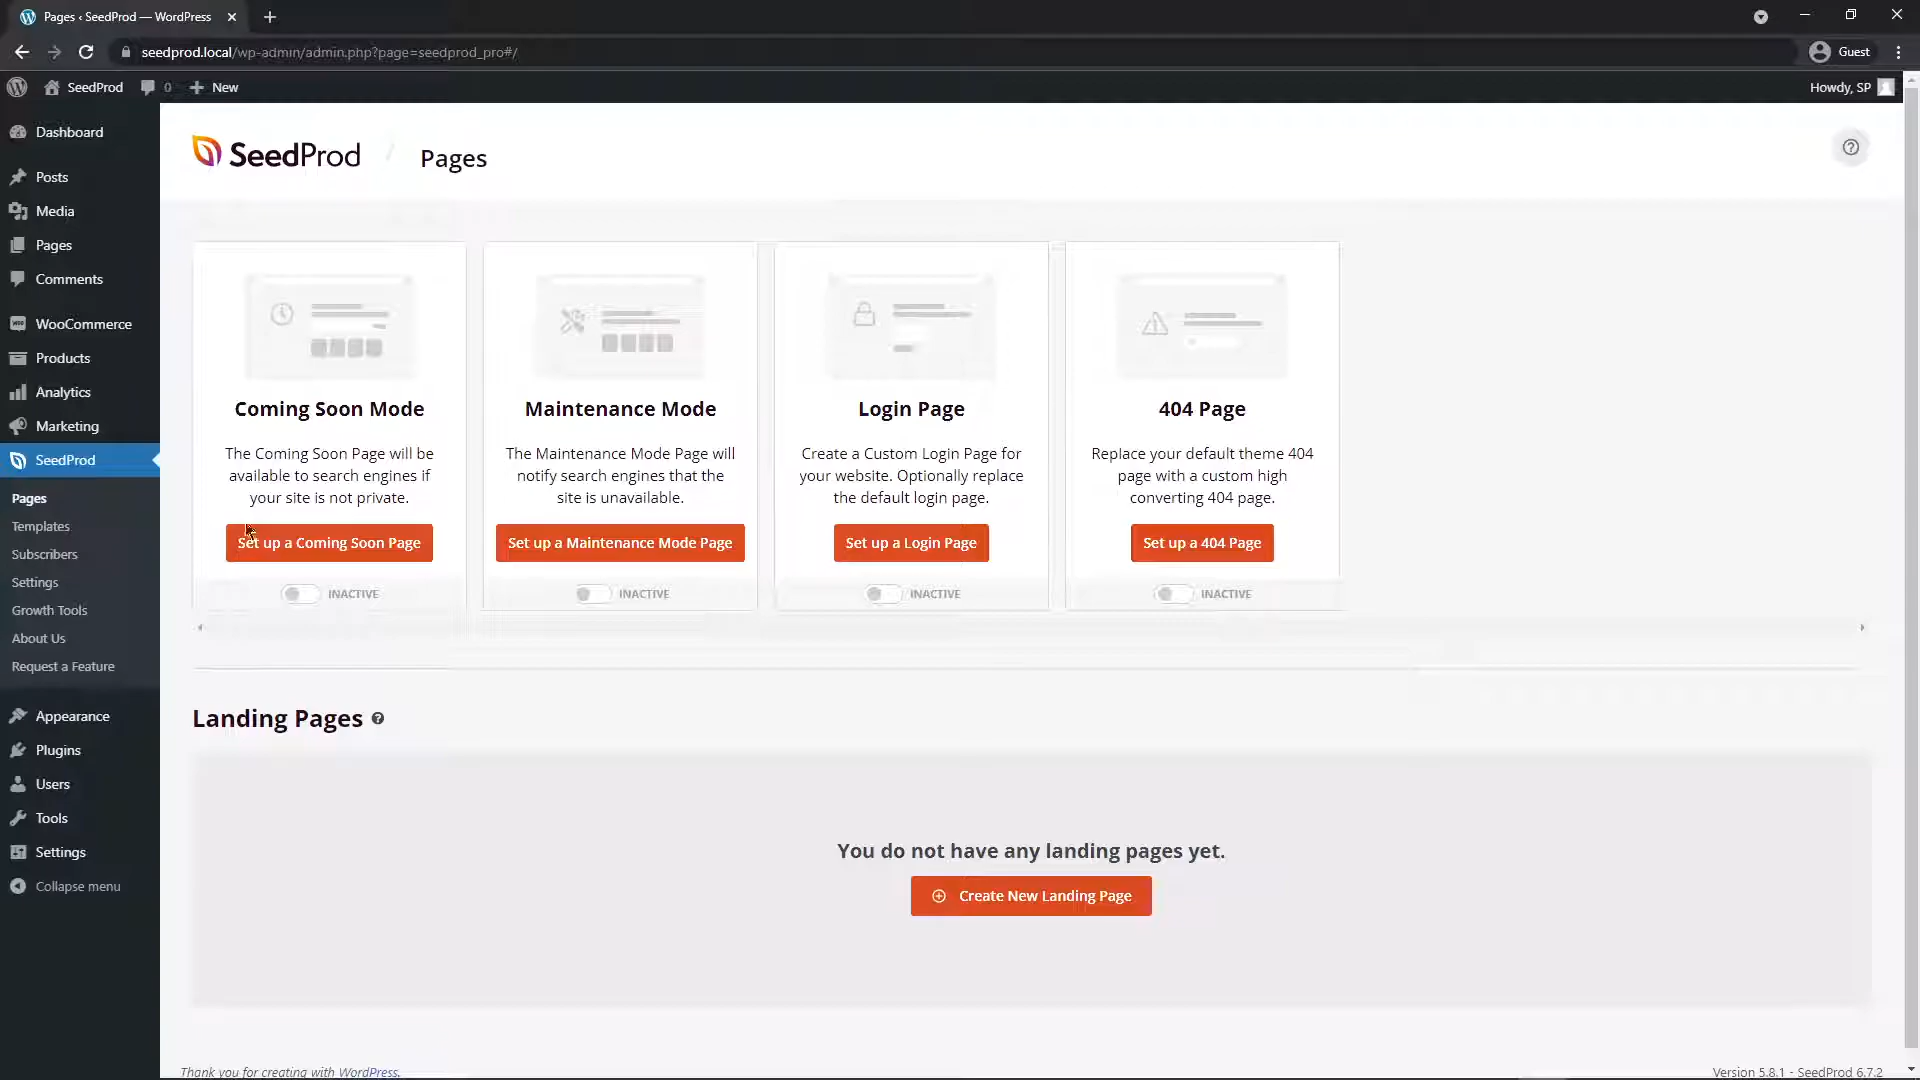 Pages ‹ SeedProd — WordPress
seedprod.local/wp-admin/admin.php?page=seedprod_pro#/
Guest
SeedProd 0 New
Howdy, SP
Dashboard
Posts
Media
Pages
Comments
WooCommerce
Products
Analytics
Marketing
SeedProd
Pages
Templates
Subscribers
Settings
Growth Tools
About Us
Request a Feature
Appearance
Plugins
Users
Tools
Settings
Collapse menu
SeedProd / Pages
Coming Soon Mode
The Coming Soon Page will be
available to search engines if
your site is not private.
Set up a Coming Soon Page
INACTIVE
Maintenance Mode
The Maintenance Mode Page will
notify search engines that the
site is unavailable.
Set up a Maintenance Mode Page
INACTIVE
Login Page
Create a Custom Login Page for
your website. Optionally replace
the default login page.
Set up a Login Page
INACTIVE
404 Page
Replace your default theme 404
page with a custom high
converting 404 page.
Set up a 404 Page
INACTIVE
Landing Pages
You do not have any landing pages yet.
Create New Landing Page
Thank you for creating with WordPress.
Version 5.8.1 - SeedProd 6.7.2